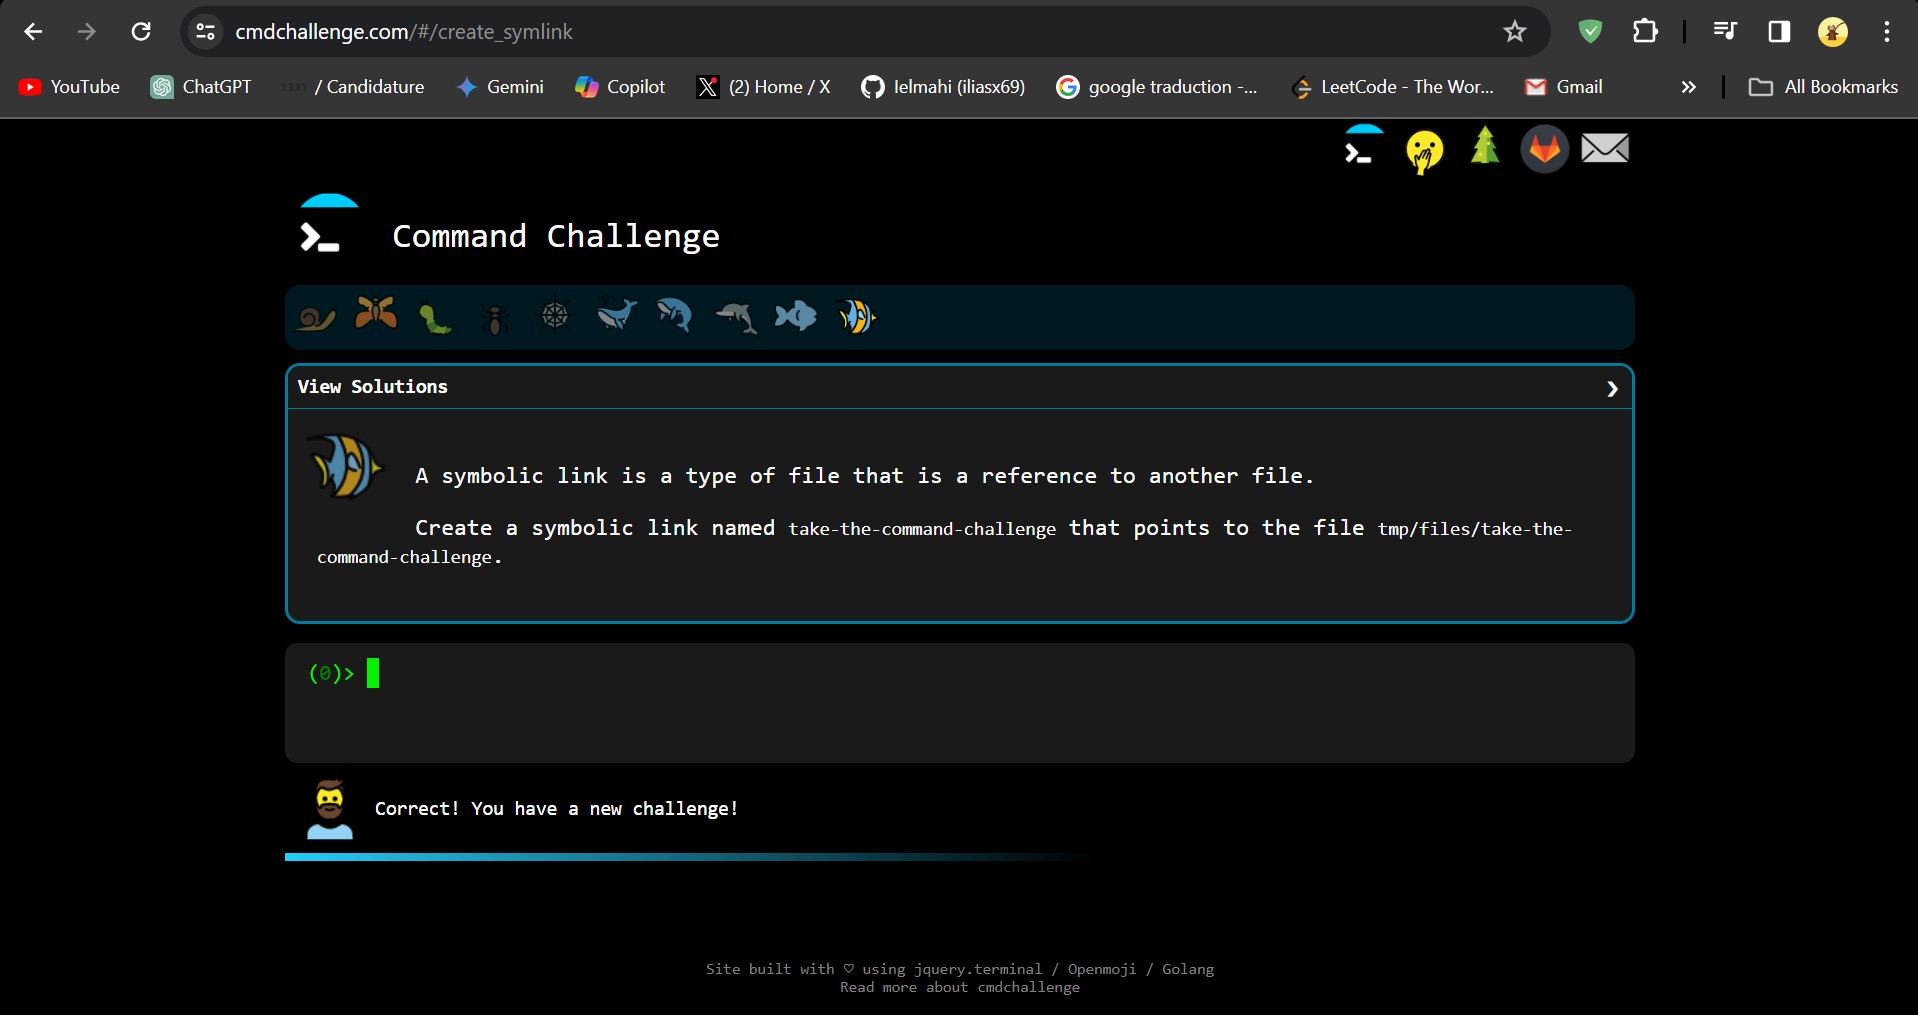 cmdchallenge.com/#/create_symlink
YouTube ChatGPT 1337 / Candidature Gemini Copilot (2) Home / X Ielmahi (iliasx69) google traduction -... LeetCode - The Wor... Gmail » All Bookmarks
Command Challenge
View Solutions
A symbolic link is a type of file that is a reference to another file.
Create a symbolic link named take-the-command-challenge that points to the file tmp/files/take-the-
command-challenge.
(0)>
Correct! You have a new challenge!
Site built with ♡ using jquery.terminal / Openmoji / Golang
Read more about cmdchallenge